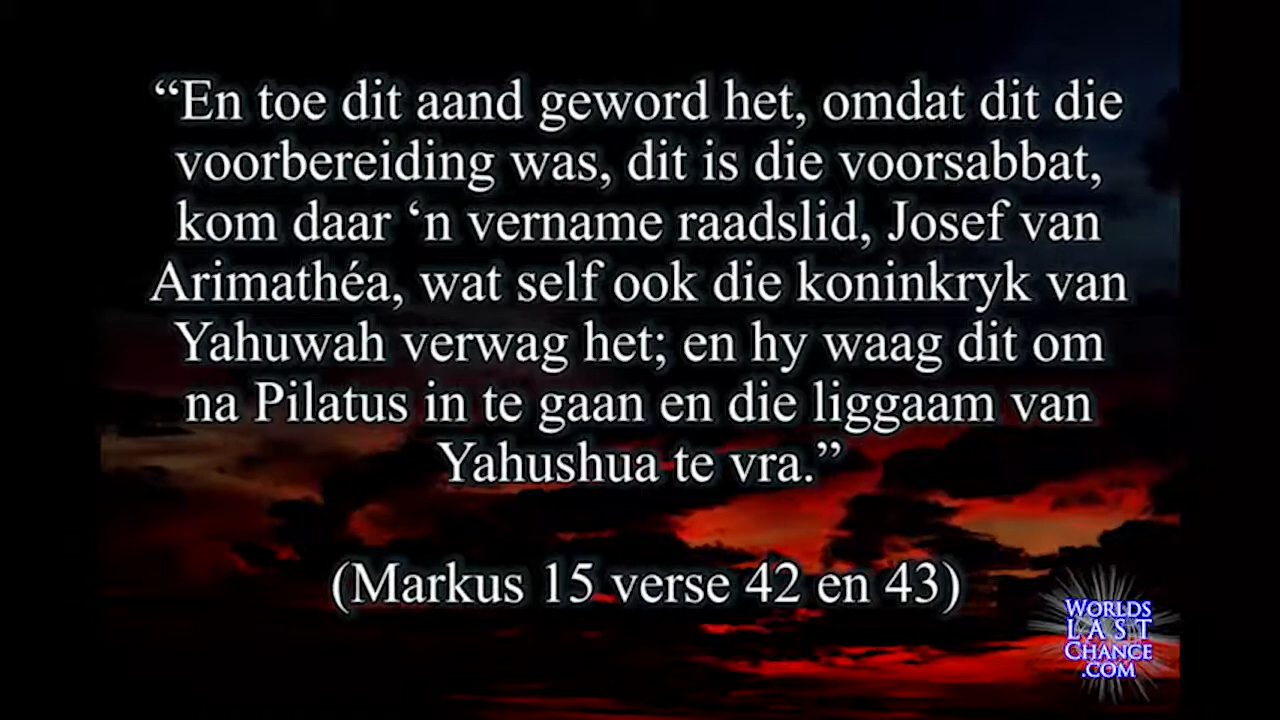 “En toe dit aand geword het, omdat dit die
voorbereiding was, dit is die voorsabbat,
kom daar ‘n vername raadslid, Josef van
Arimathéa, wat self ook die koninkryk van
Yahuwah verwag het; en hy waag dit om
na Pilatus in te gaan en die liggaam van
Yahushua te vra.”
(Markus 15 verse 42 en 43)
WORLDS
LAST
CHANCE
.COM